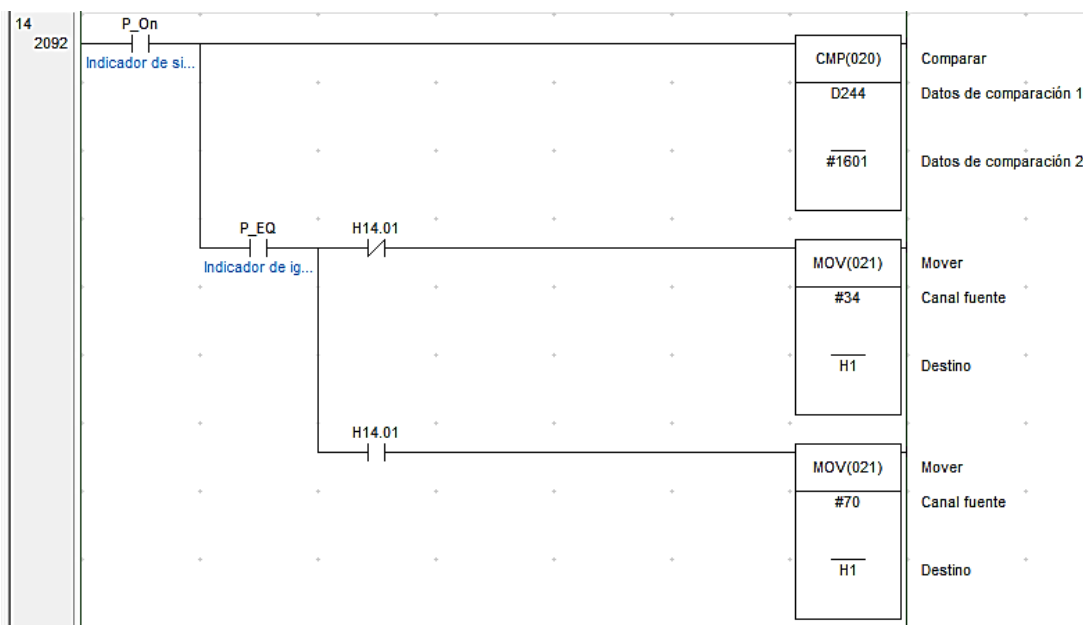 14
P_On
2092
Indicador de si...
CMP(020)
Comparar
D244
Datos de comparación 1
#1601
Datos de comparación 2
P_EQ
H14.01
Indicador de ig...
MOV(021)
Mover
#34
Canal fuente
H1
Destino
H14.01
MOV(021)
Mover
#70
Canal fuente
H1
Destino